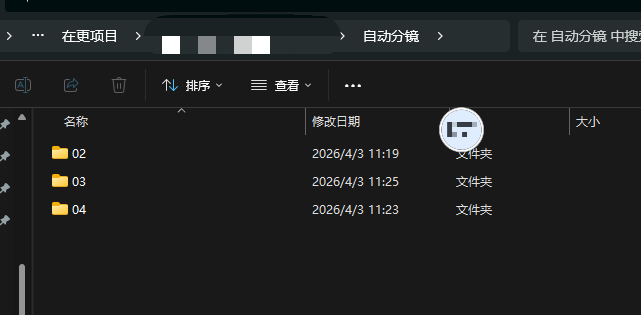 … 在更项目 自动分镜 在 自动分镜 中搜
排序 查看 …
名称 修改日期 大小
02 2026/4/3 11:19 文件夹
03 2026/4/3 11:25 文件夹
04 2026/4/3 11:23 文件夹